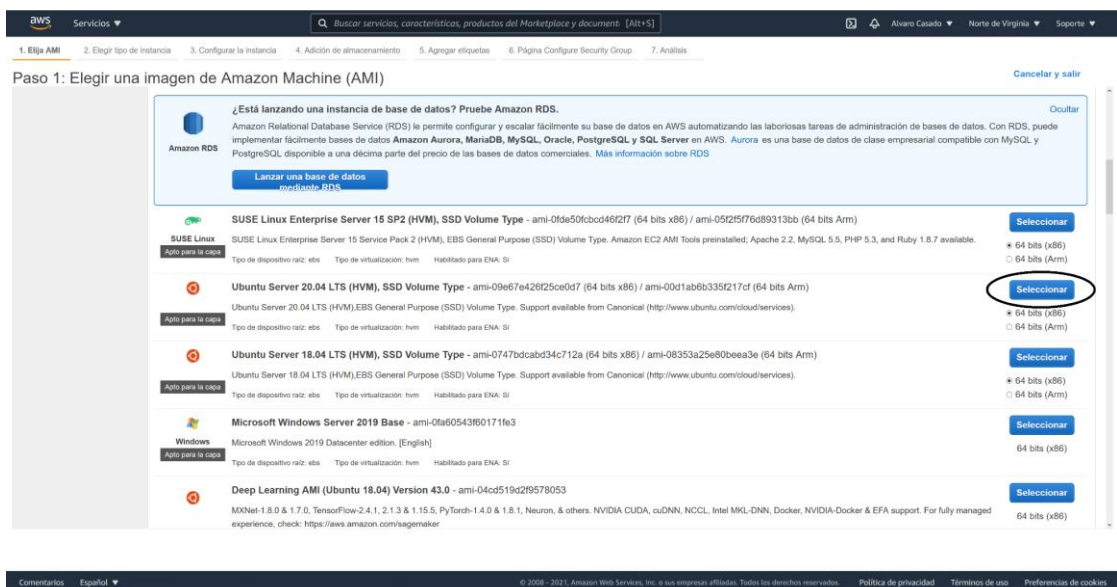 aws Servicios ▼ Buscar servicios, características, productos del Marketplace y document [Alt+S] Alvaro Casado ▼ Norte de Virginia ▼ Soporte ▼
1. Elija AMI 2. Elegir tipo de instancia 3. Configurar la instancia 4. Adición de almacenamiento 5. Agregar etiquetas 6. Página Configure Security Group 7. Análisis
Paso 1: Elegir una imagen de Amazon Machine (AMI) Cancelar y salir
¿Está lanzando una instancia de base de datos? Pruebe Amazon RDS. Ocultar
Amazon RDS
Amazon Relational Database Service (RDS) le permite configurar y escalar fácilmente su base de datos en AWS automatizando las laboriosas tareas de administración de bases de datos. Con RDS, puede
implementar fácilmente bases de datos Amazon Aurora, MariaDB, MySQL, Oracle, PostgreSQL y SQL Server en AWS. Aurora es una base de datos de clase empresarial compatible con MySQL y
PostgreSQL disponible a una décima parte del precio de las bases de datos comerciales. Más información sobre RDS
Lanzar una base de datos
mediante RDS
SUSE Linux Enterprise Server 15 SP2 (HVM), SSD Volume Type - ami-0fde50fcbcd46f2f7 (64 bits x86) / ami-05f2f5f76d89313bb (64 bits Arm) Seleccionar
SUSE Linux
SUSE Linux Enterprise Server 15 Service Pack 2 (HVM), EBS General Purpose (SSD) Volume Type. Amazon EC2 AMI Tools preinstalled; Apache 2.2, MySQL 5.5, PHP 5.3, and Ruby 1.8.7 available.
64 bits (x86)
Apto para la capa
Tipo de dispositivo raíz: ebs Tipo de virtualización: hvm Habilitado para ENA: Sí
64 bits (Arm)
Ubuntu Server 20.04 LTS (HVM), SSD Volume Type - ami-09e67e426f25ce0d7 (64 bits x86) / ami-00d1ab6b335f217cf (64 bits Arm) Seleccionar
Ubuntu Server 20.04 LTS (HVM),EBS General Purpose (SSD) Volume Type. Support available from Canonical (http://www.ubuntu.com/cloud/services).
64 bits (x86)
Apto para la capa
Tipo de dispositivo raíz: ebs Tipo de virtualización: hvm Habilitado para ENA: Sí
64 bits (Arm)
Ubuntu Server 18.04 LTS (HVM), SSD Volume Type - ami-0747bdcabd34c712a (64 bits x86) / ami-08353a25e80beea3e (64 bits Arm) Seleccionar
Ubuntu Server 18.04 LTS (HVM),EBS General Purpose (SSD) Volume Type. Support available from Canonical (http://www.ubuntu.com/cloud/services).
64 bits (x86)
Apto para la capa
Tipo de dispositivo raíz: ebs Tipo de virtualización: hvm Habilitado para ENA: Sí
64 bits (Arm)
Microsoft Windows Server 2019 Base - ami-0fa60543f60171fe3 Seleccionar
Windows
Microsoft Windows 2019 Datacenter edition. [English]
64 bits (x86)
Apto para la capa
Tipo de dispositivo raíz: ebs Tipo de virtualización: hvm Habilitado para ENA: Sí
Deep Learning AMI (Ubuntu 18.04) Version 43.0 - ami-04cd519d2f9578053 Seleccionar
MXNet-1.8.0 & 1.7.0, TensorFlow-2.4.1, 2.1.3 & 1.15.5, PyTorch-1.4.0 & 1.8.1, Neuron, & others. NVIDIA CUDA, cuDNN, NCCL, Intel MKL-DNN, Docker, NVIDIA-Docker & EFA support. For fully managed
64 bits (x86)
experience, check: https://aws.amazon.com/sagemaker
Comentarios Español ▼ © 2008 - 2021, Amazon Web Services, Inc. o sus empresas afiliadas. Todos los derechos reservados. Política de privacidad Términos de uso Preferencias de cookies